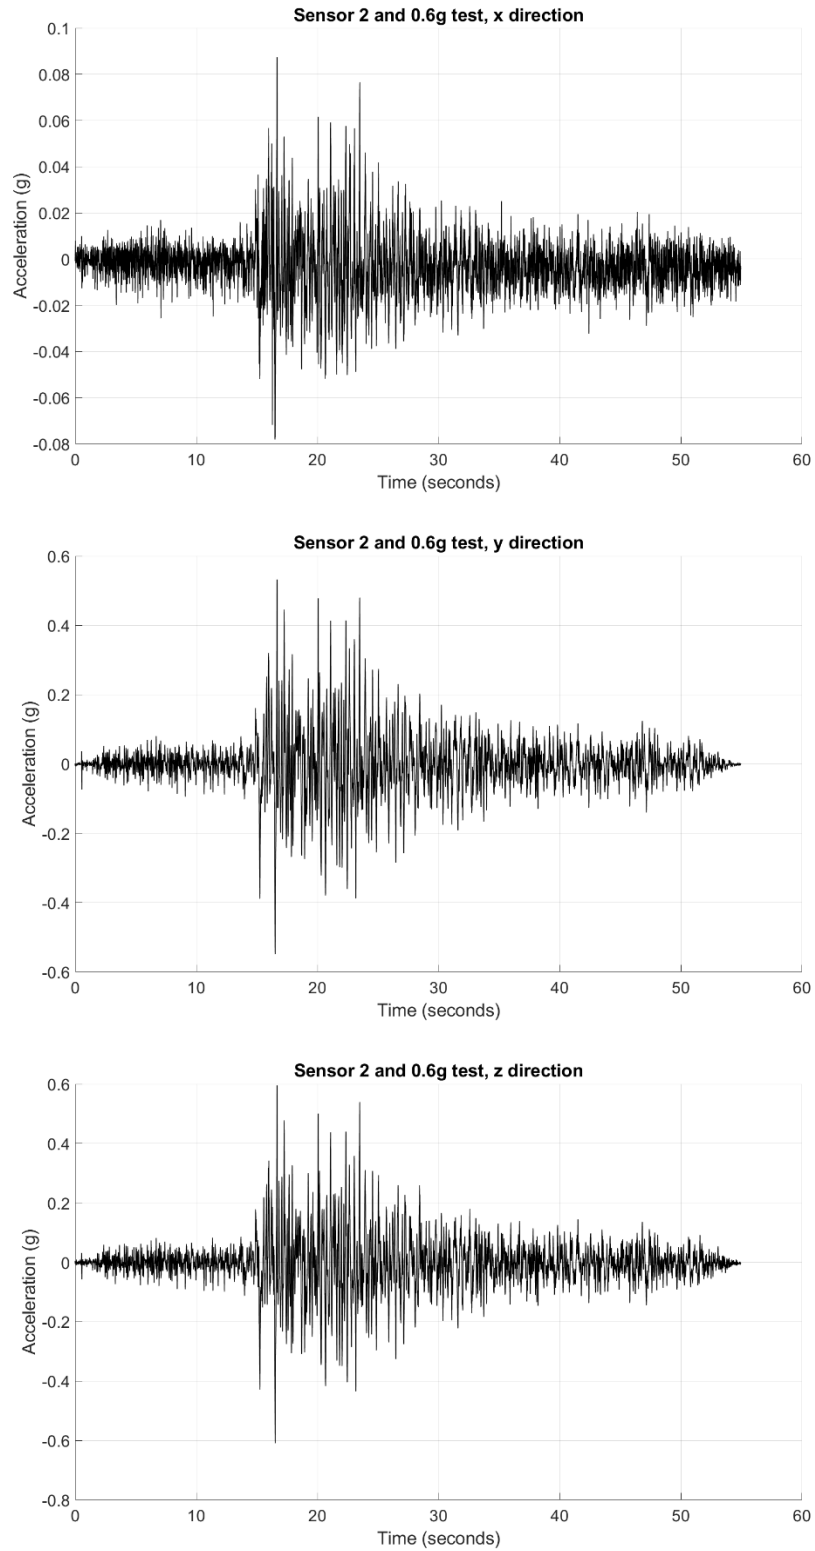 Sensor 2 and 0.6g test, x direction
0.1
0.08
0.06
0.04
0.02
0
-0.02
-0.04
-0.06
-0.08
Acceleration (g)
0 10 20 30 40 50 60
Time (seconds)
Sensor 2 and 0.6g test, y direction
0.6
0.4
0.2
0
-0.2
-0.4
-0.6
Acceleration (g)
0 10 20 30 40 50 60
Time (seconds)
Sensor 2 and 0.6g test, z direction
0.6
0.4
0.2
0
-0.2
-0.4
-0.6
-0.8
Acceleration (g)
0 10 20 30 40 50 60
Time (seconds)